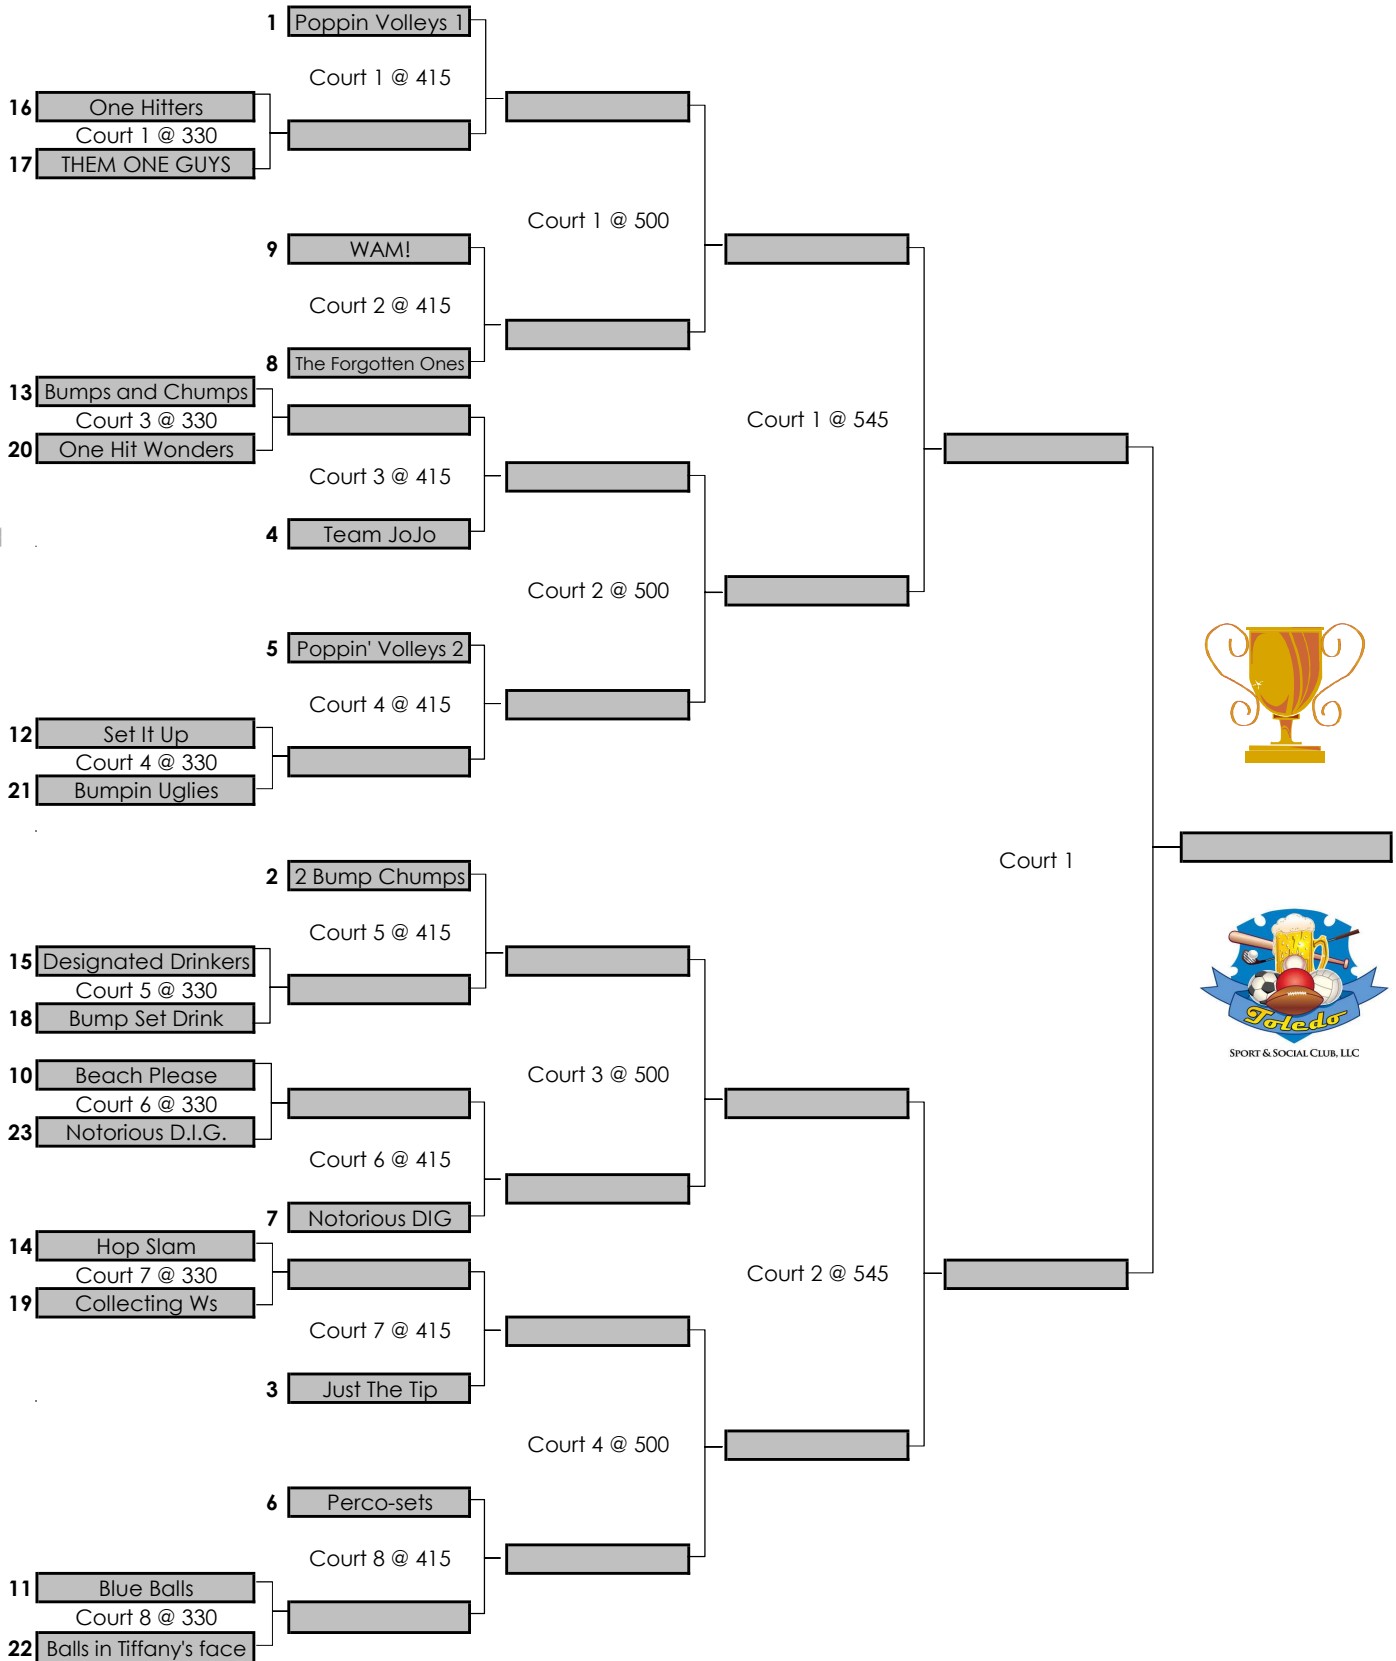 1 Poppin Volleys 1
Court 1 @ 415
16 One Hitters
Court 1 @ 330
17 THEM ONE GUYS
Court 1 @ 500
9 WAM!
Court 2 @ 415
8 The Forgotten Ones
13 Bumps and Chumps
Court 3 @ 330
20 One Hit Wonders
Court 1 @ 545
Court 3 @ 415
4 Team JoJo
Court 2 @ 500
5 Poppin' Volleys 2
Court 4 @ 415
12 Set It Up
Court 4 @ 330
21 Bumpin Uglies
Court 1
2 2 Bump Chumps
Court 5 @ 415
15 Designated Drinkers
Court 5 @ 330
18 Bump Set Drink
Toledo
SPORT & SOCIAL CLUB, LLC
10 Beach Please
Court 6 @ 330
23 Notorious D.I.G.
Court 3 @ 500
Court 6 @ 415
7 Notorious DIG
14 Hop Slam
Court 7 @ 330
19 Collecting Ws
Court 2 @ 545
Court 7 @ 415
3 Just The Tip
Court 4 @ 500
6 Perco-sets
Court 8 @ 415
11 Blue Balls
Court 8 @ 330
22 Balls in Tiffany's face